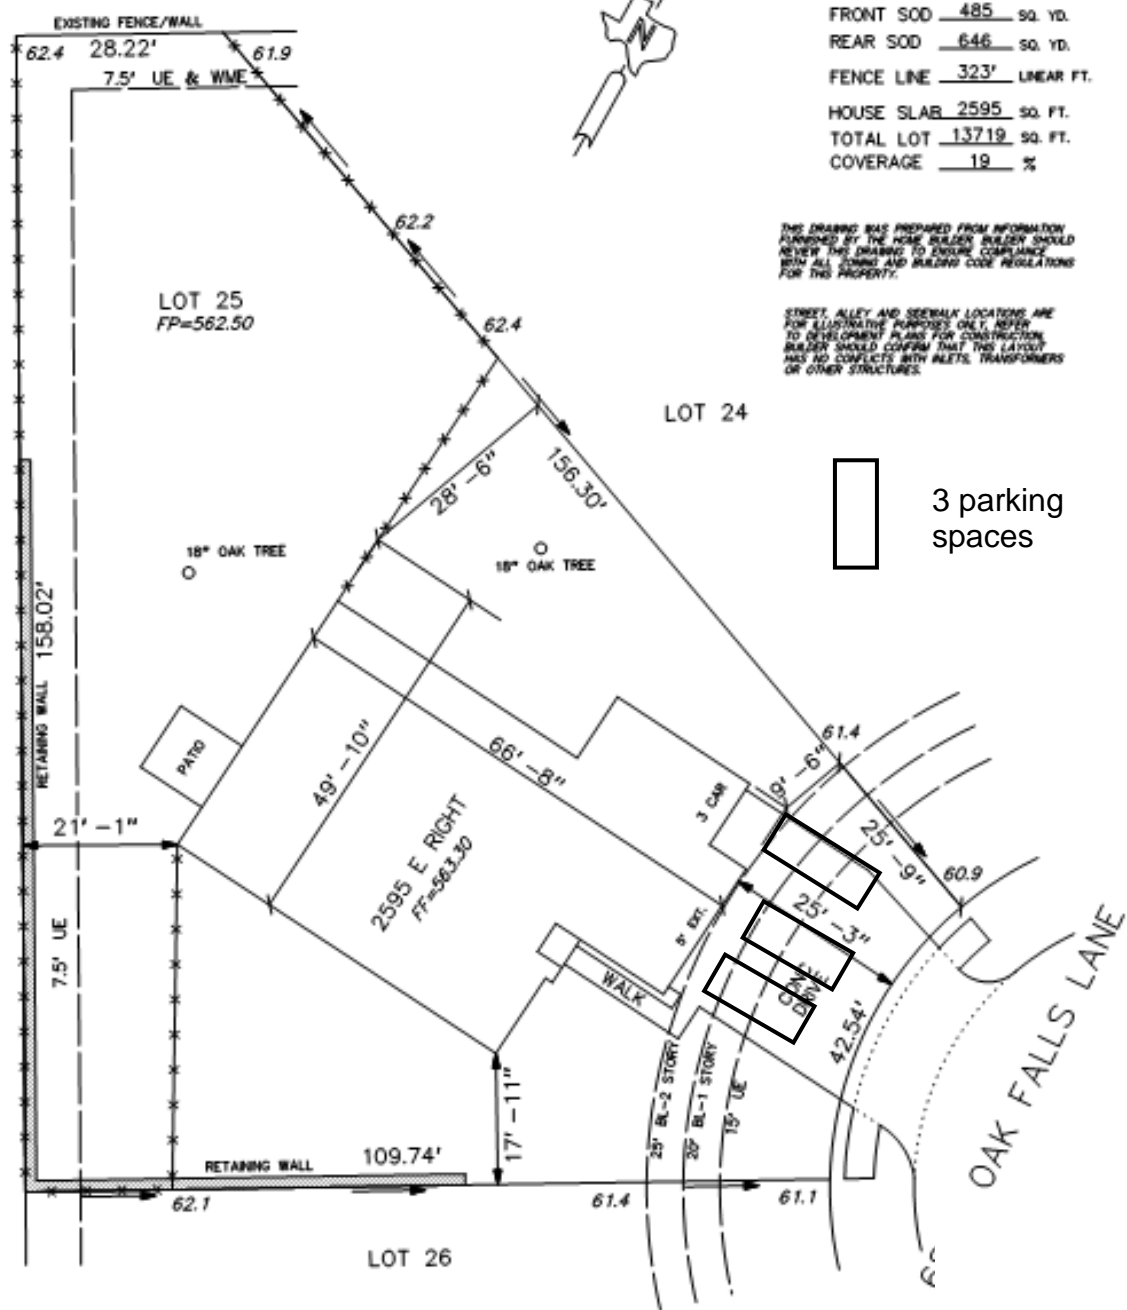 EXISTING FENCE/WALL
62.4
28.22'
61.9
7.5' UE & WME
N
FRONT SOD 485 SQ. YD.
REAR SOD 646 SQ. YD.
FENCE LINE 323' LINEAR FT.
HOUSE SLAB 2595 SQ. FT.
TOTAL LOT 13719 SQ. FT.
COVERAGE 19 %
62.2
THIS DRAWING WAS PREPARED FROM INFORMATION
FURNISHED BY THE HOME BUILDER. BUILDER SHOULD
REVIEW THIS DRAWING TO ENSURE COMPLIANCE
WITH ALL ZONING AND BUILDING CODE REGULATIONS
FOR THIS PROPERTY.
LOT 25
FP=562.50
62.4
STREET, ALLEY AND SIDEWALK LOCATIONS ARE
FOR ILLUSTRATIVE PURPOSES ONLY. REFER
TO DEVELOPMENT PLANS FOR CONSTRUCTION.
BUILDER SHOULD CONFIRM THAT THIS LAYOUT
HAS NO CONFLICTS WITH INLETS, TRANSFORMERS
OR OTHER STRUCTURES.
LOT 24
28'-6"
156.30'
3 parking
spaces
18" OAK TREE
18" OAK TREE
158.02'
RETAINING WALL
PATIO
49'-10"
66'-8"
3 CAR
9'-6"
61.4
21'-1"
2595 E RIGHT
FF=563.30
25'-9"
60.9
7.5' UE
5' EXT.
25'-3"
WALK
CONC
DRIVE
42.54'
OAK FALLS LANE
25' BL-2 STORY
20' BL-1 STORY
15' UE
17'-11"
RETAINING WALL
109.74'
62.1
61.4
61.1
LOT 26